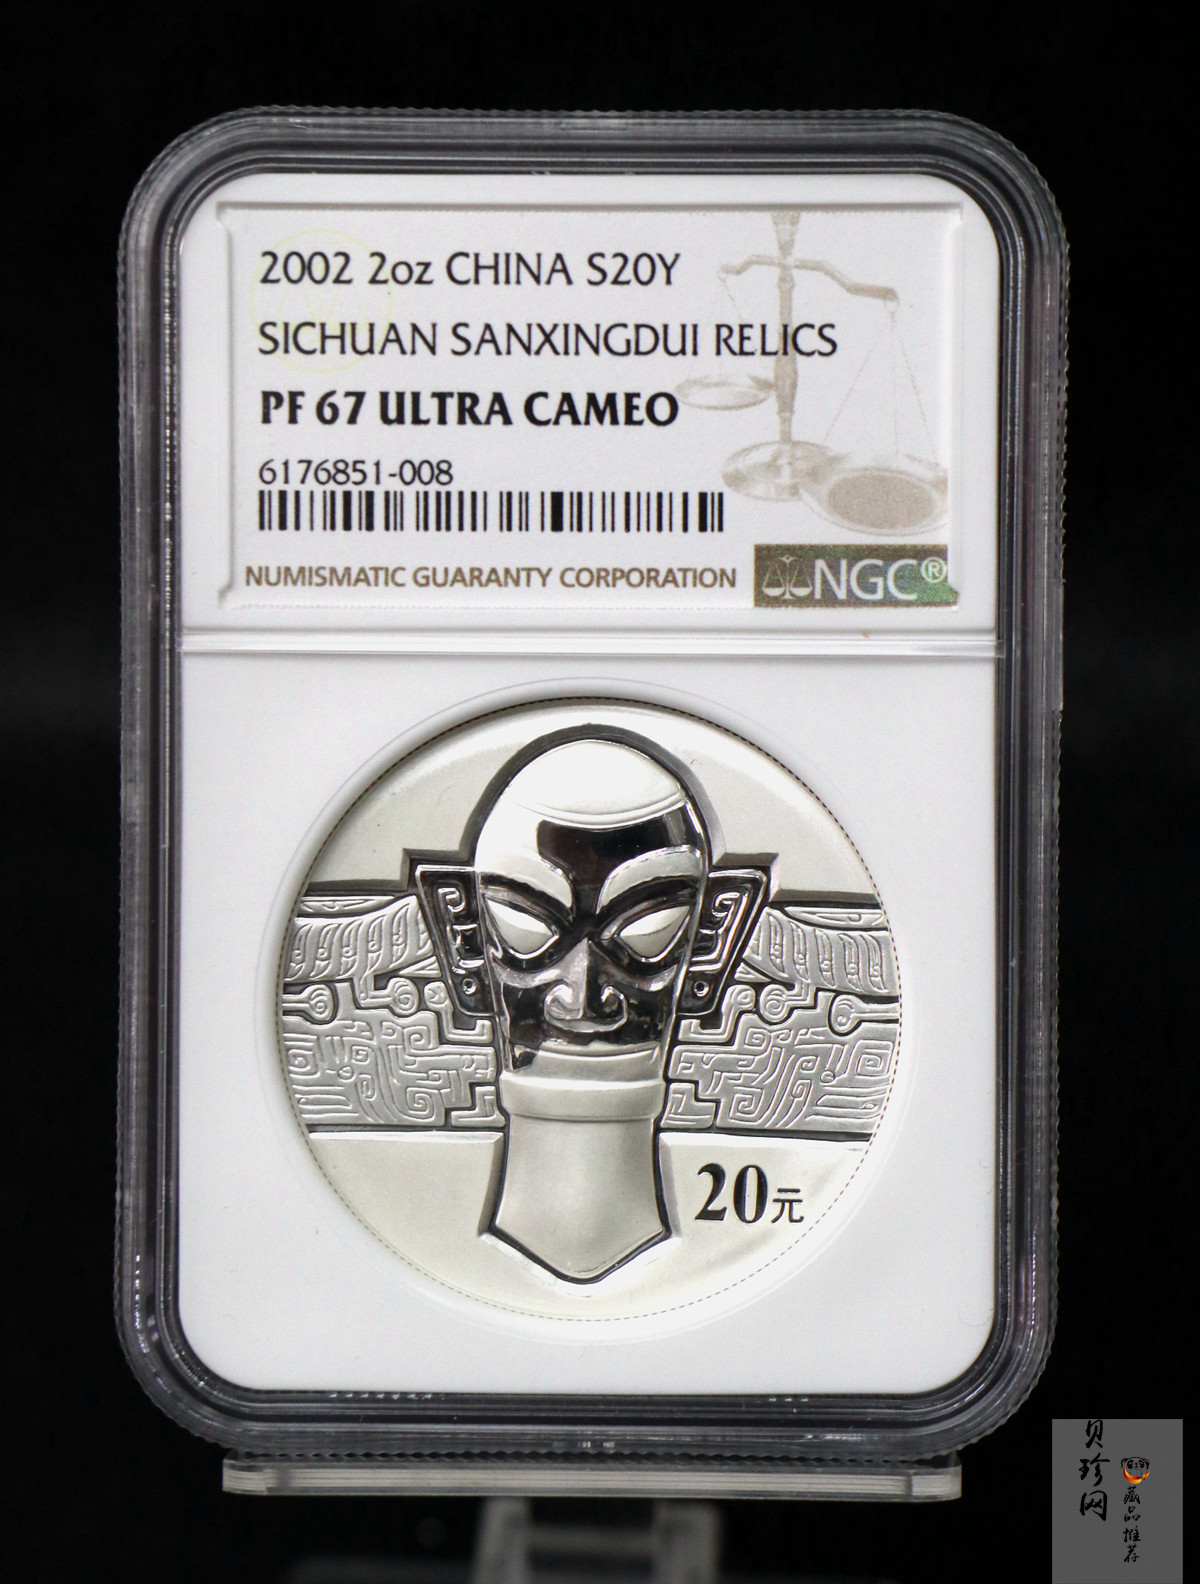 2002 2oz CHINA S20Y
SICHUAN SANXINGDUI RELICS
PF 67 ULTRA CAMEO
6176851-008
NUMISMATIC GUARANTY CORPORATION
NGC®
20元
贝珍网
藏品推荐